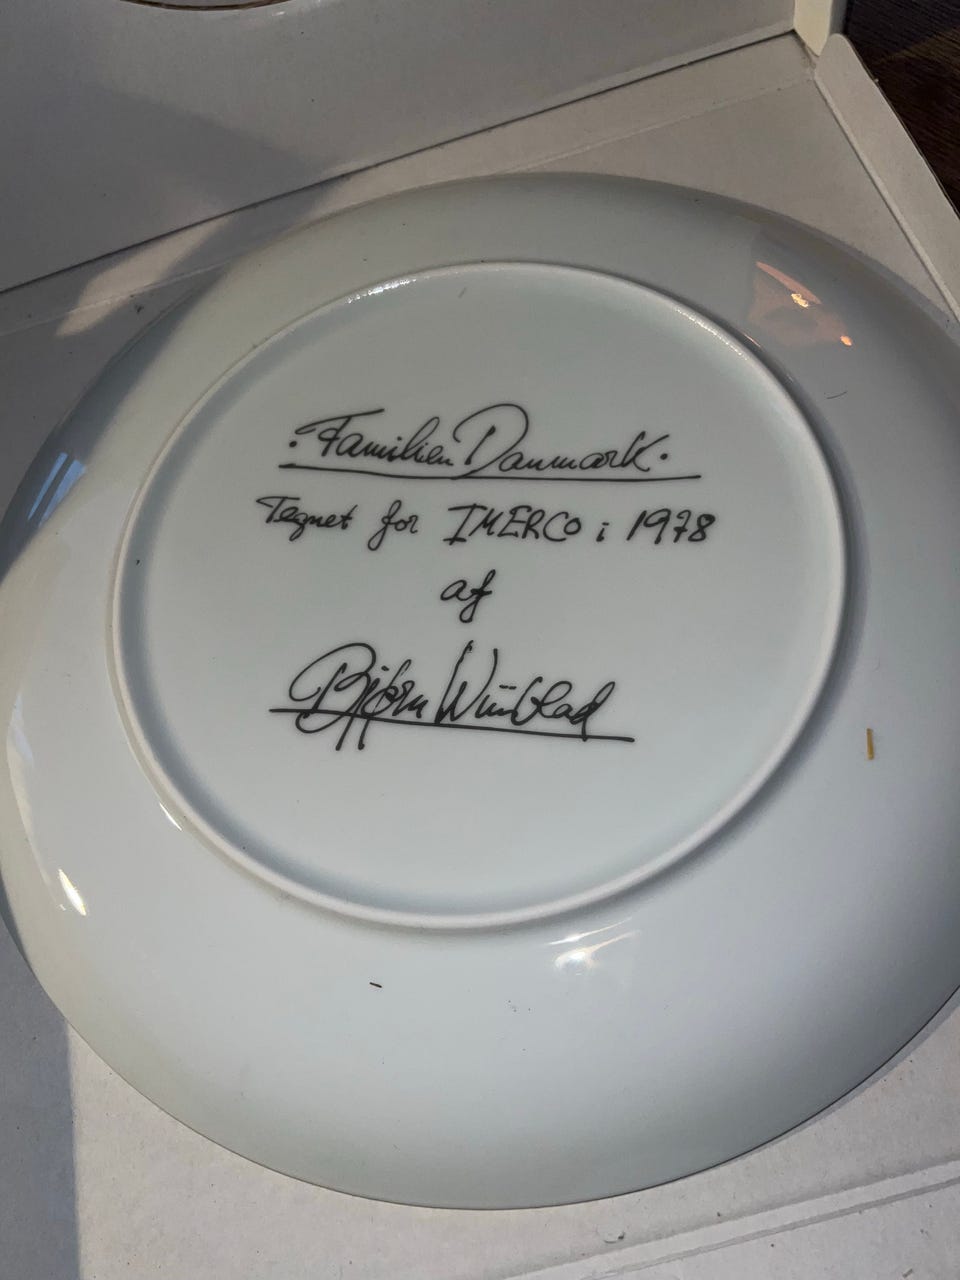 ·Familien Danmark·
Tegnet for IMERCO i 1978
af
Bjørn Wiinblad